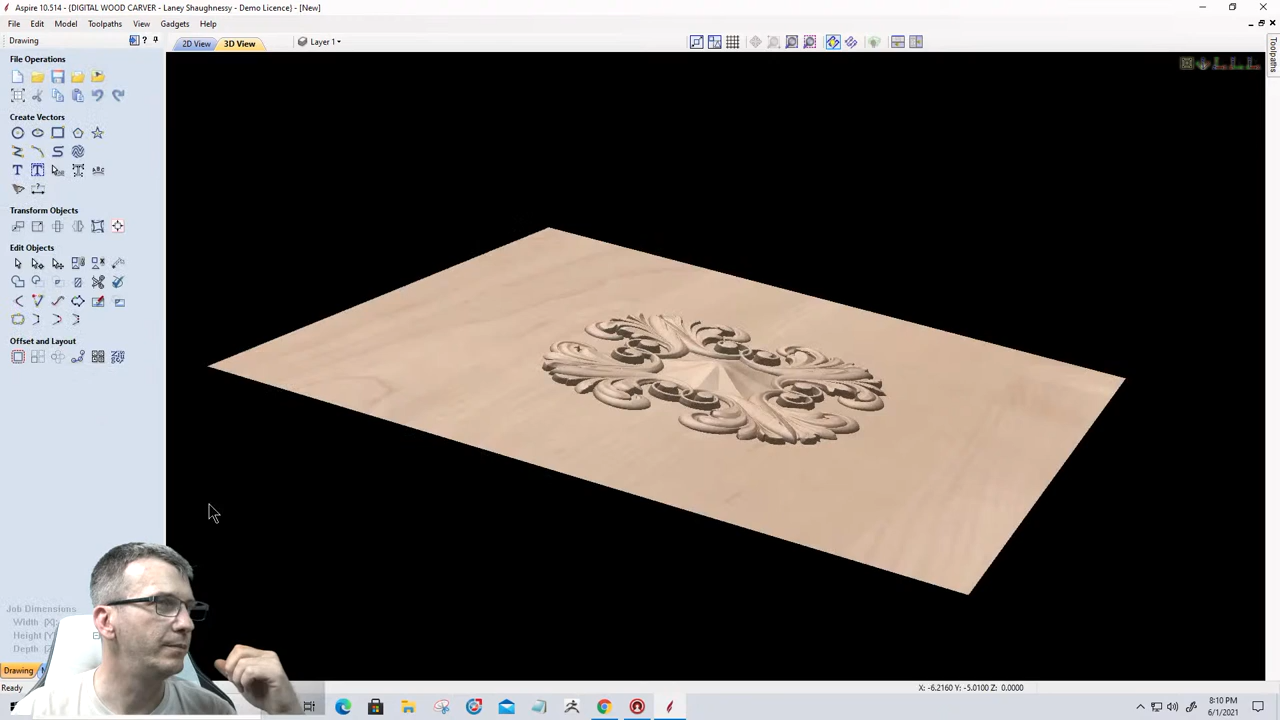 Aspire 10.514 - {DIGITAL WOOD CARVER - Laney Shaughnessy - Demo Licence} - [New]
File Edit Model Toolpaths View Gadgets Help
Drawing
2D View 3D View Layer 1
Toolpaths
File Operations
Create Vectors
Transform Objects
Edit Objects
Offset and Layout
Job Dimensions
Width
Height
Depth
Drawing
Ready
X: -6.2160 Y: -5.0100 Z: 0.0000
8:10 PM
6/1/2021